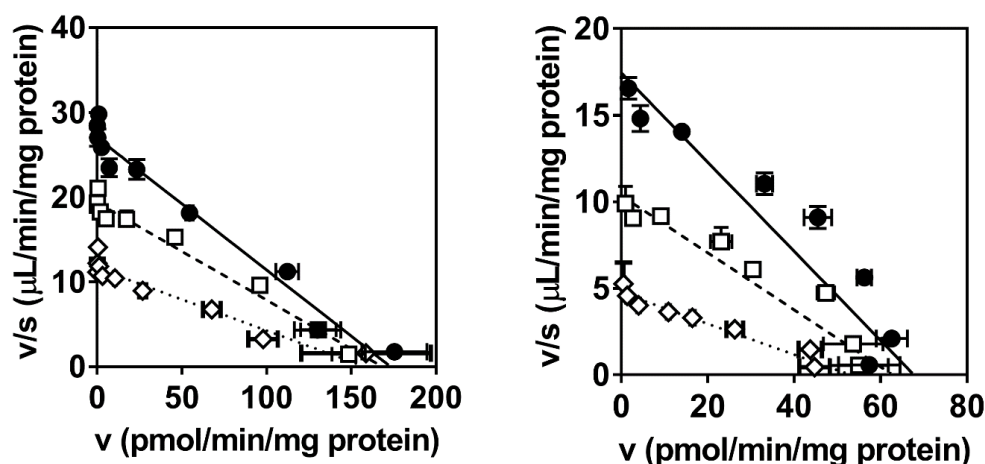 40
30
20
10
0
v/s (μL/min/mg protein)
0 50 100 150 200
v (pmol/min/mg protein)
20
15
10
5
0
v/s (μL/min/mg protein)
0 20 40 60 80
v (pmol/min/mg protein)